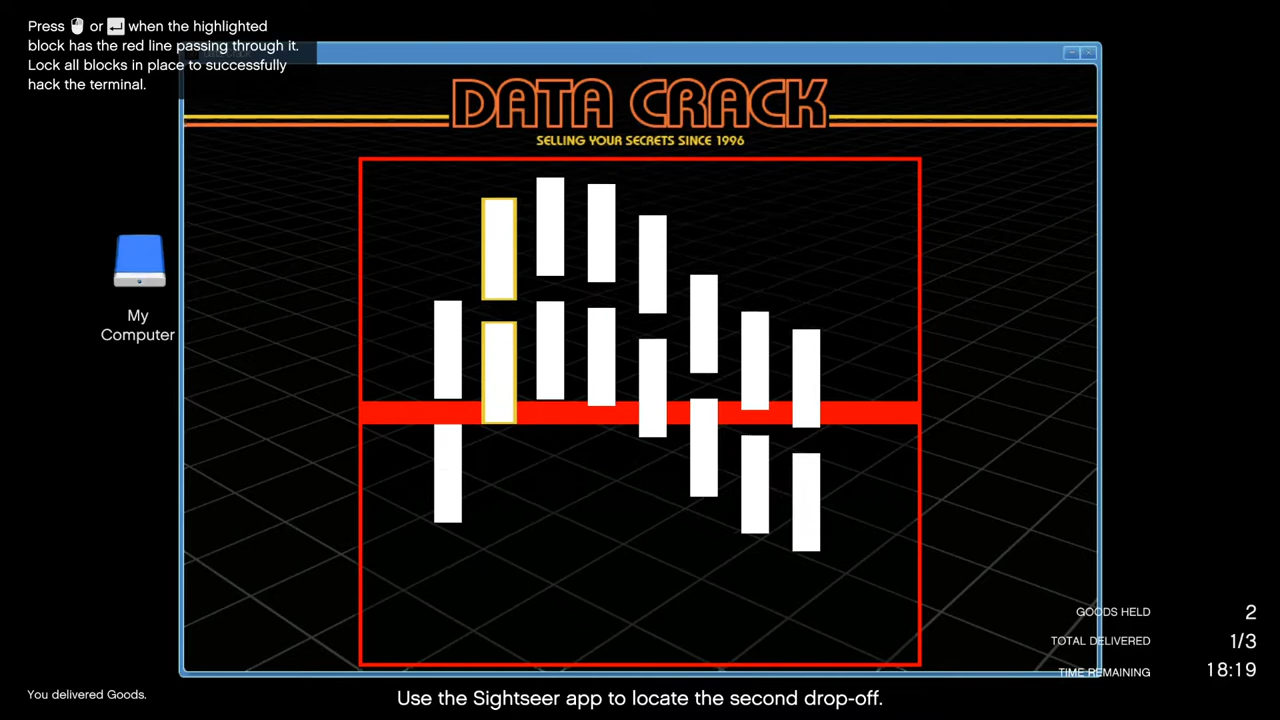 Press or when the highlighted
block has the red line passing through it.
Lock all blocks in place to successfully
hack the terminal.
DATA CRACK
SELLING YOUR SECRETS SINCE 1996
My
Computer
GOODS HELD 2
TOTAL DELIVERED 1/3
TIME REMAINING 18:19
You delivered Goods.
Use the Sightseer app to locate the second drop-off.